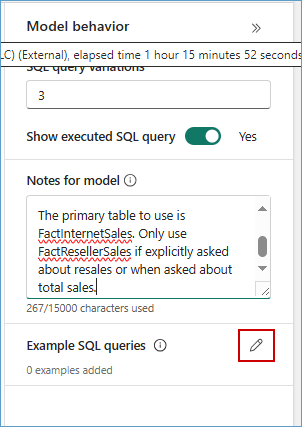 Model behavior
LC) (External), elapsed time 1 hour 15 minutes 52 seconds
SQL query variations
3
Show executed SQL query Yes
Notes for model
The primary table to use is
FactInternetSales. Only use
FactResellerSales if explicitly asked
about resales or when asked about
total sales.
267/15000 characters used
Example SQL queries
0 examples added